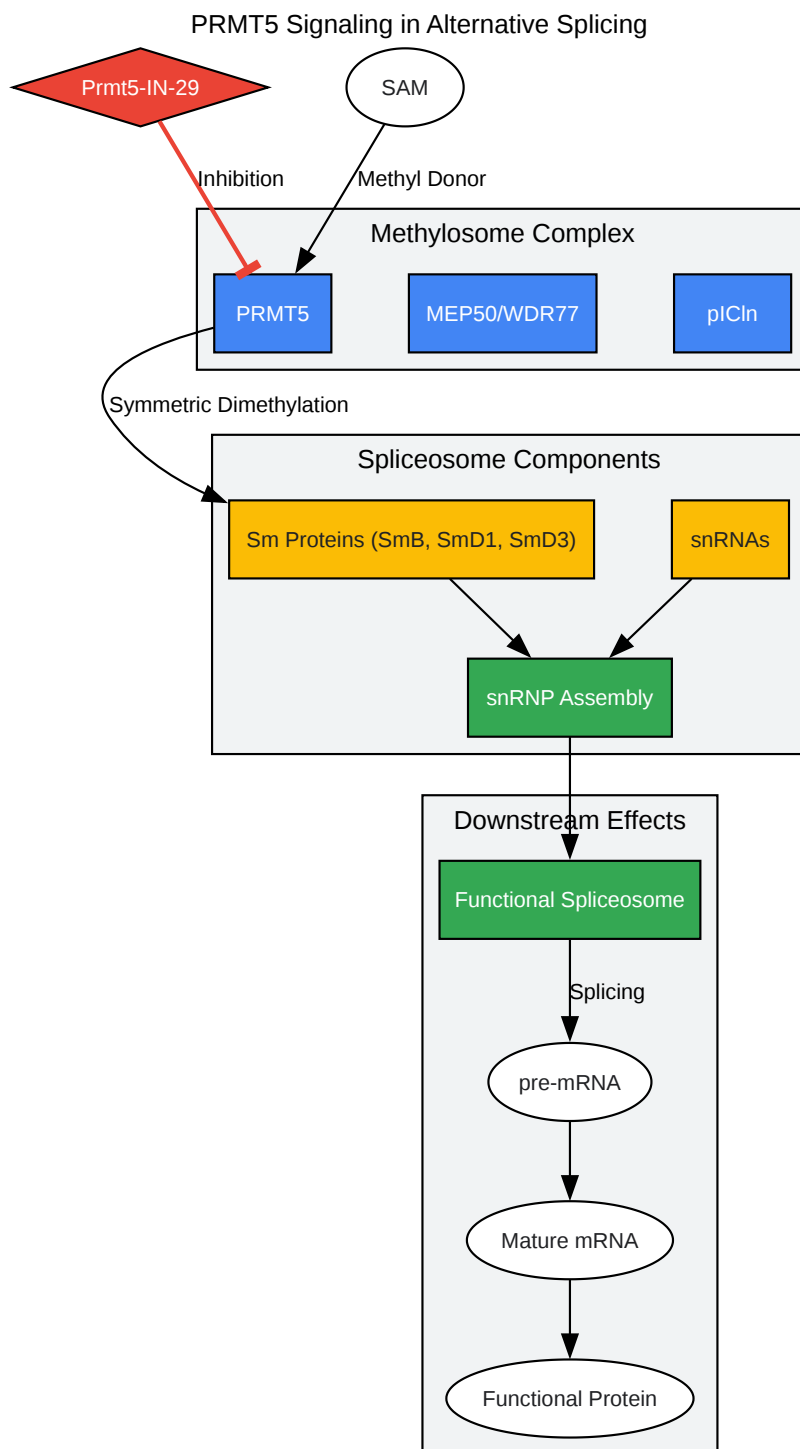 PRMT5 Signaling in Alternative Splicing
Prmt5-IN-29
SAM
Inhibition
Methyl Donor
Methylosome Complex
PRMT5
MEP50/WDR77
pICln
Symmetric Dimethylation
Spliceosome Components
Sm Proteins (SmB, SmD1, SmD3)
snRNAs
snRNP Assembly
Downstream Effects
Functional Spliceosome
Splicing
pre-mRNA
Mature mRNA
Functional Protein